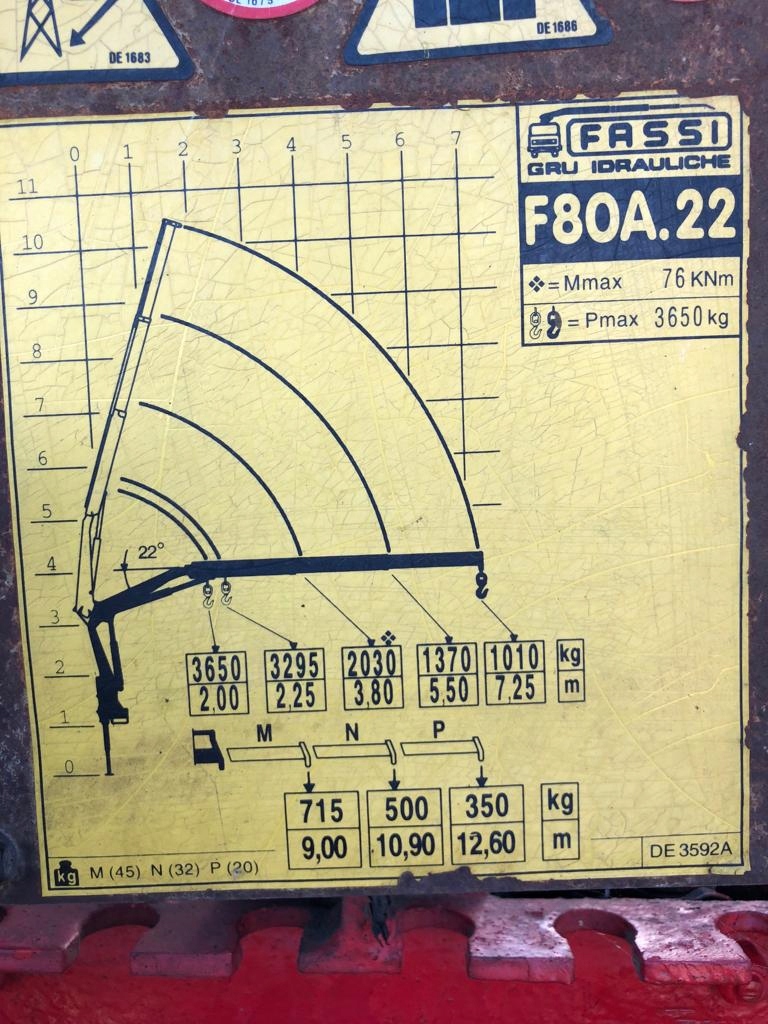 DE 1683
DE 1686
FASSI
GRU IDRAULICHE
F80A.22
❖ = Mmax 76 KNm
= Pmax 3650 kg
0 1 2 3 4 5 6 7
11
10
9
8
7
6
5
4
3
2
1
0
22°
❖
3650 3295 2030 1370 1010 kg
2,00 2,25 3,80 5,50 7,25 m
M N P
715 500 350 kg
9,00 10,90 12,60 m
kg M (45) N (32) P (20)
DE 3592A